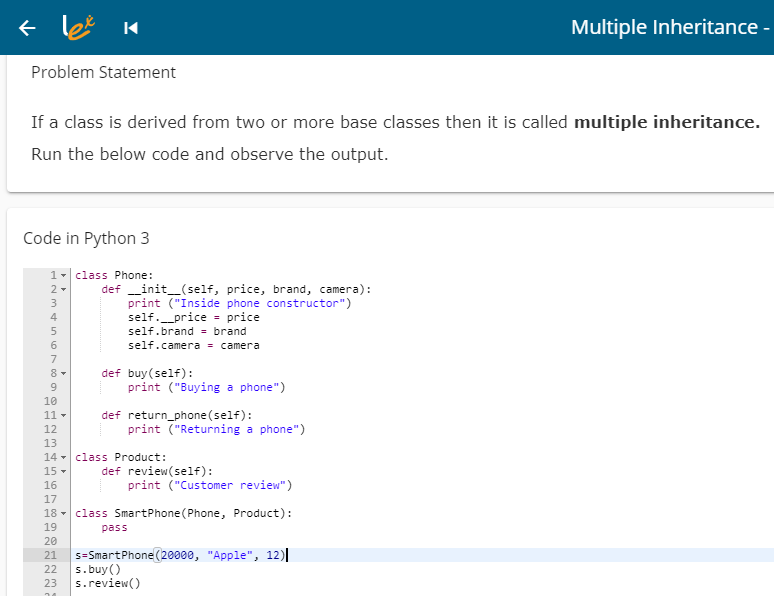 lex
Multiple Inheritance -
Problem Statement
If a class is derived from two or more base classes then it is called multiple inheritance.
Run the below code and observe the output.
Code in Python 3
1 class Phone:
2     def __init__(self, price, brand, camera):
3         print ("Inside phone constructor")
4         self.__price = price
5         self.brand = brand
6         self.camera = camera
7
8     def buy(self):
9         print ("Buying a phone")
10
11     def return_phone(self):
12         print ("Returning a phone")
13
14 class Product:
15     def review(self):
16         print ("Customer review")
17
18 class SmartPhone(Phone, Product):
19     pass
20
21 s=SmartPhone(20000, "Apple", 12)
22 s.buy()
23 s.review()